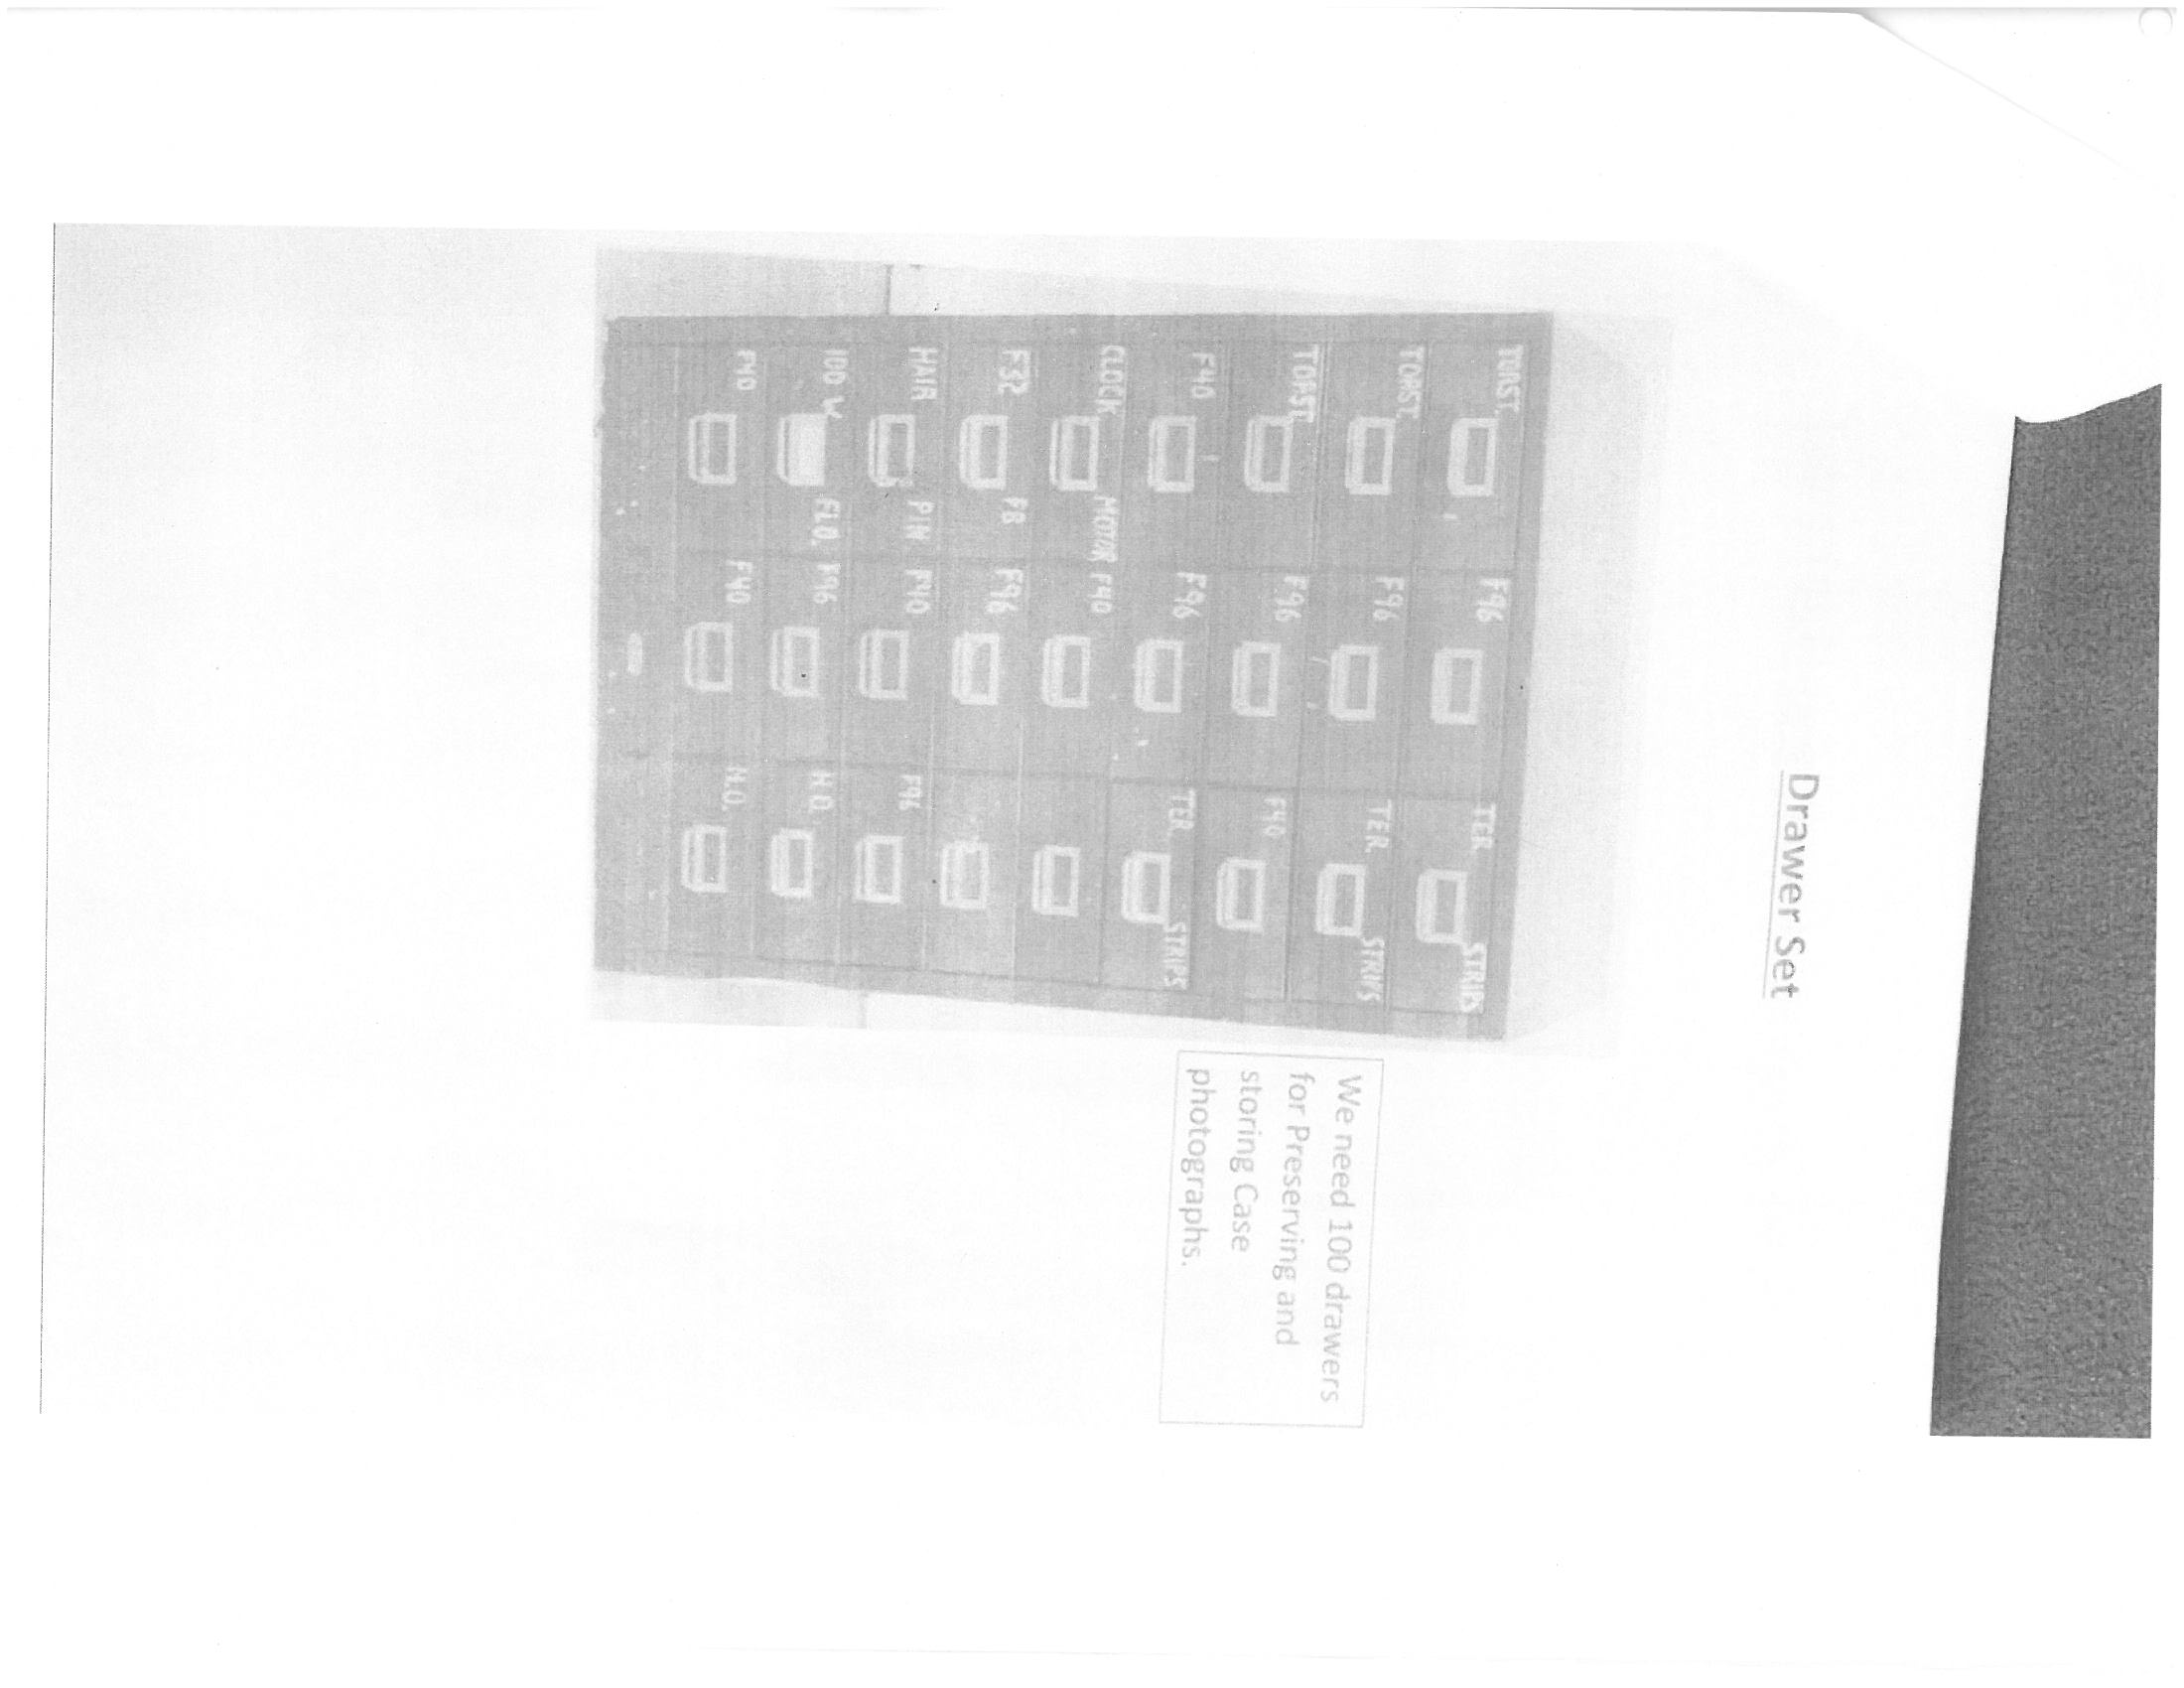 Drawer Set
TOAST. F96 TER. STRIPS
TOAST. F96 TER. STRIPS
TOAST. F96 F40
F40 F96 TER. STRIPS
CLOCK MOTOR F40
F32 F8 F96
HAIR PIN F40 F96
100 W FLO. F96 H.O.
F40 F40 H.O.
We need 100 drawers
for Preserving and
storing Case
photographs.